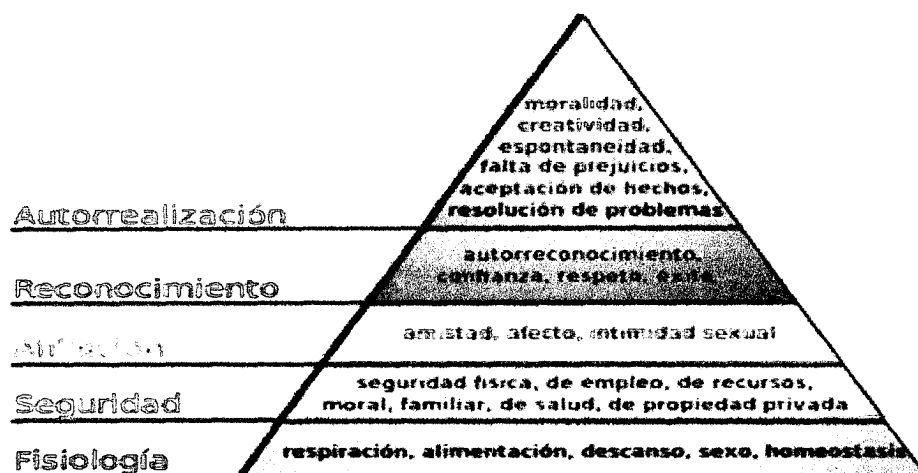 moralidad,
creatividad,
espontaneidad,
falta de prejuicios,
aceptación de hechos,
resolución de problemas
Autorrealización
autorreconocimiento,
confianza, respeto, éxito
Reconocimiento
amistad, afecto, intimidad sexual
Afiliación
seguridad física, de empleo, de recursos,
moral, familiar, de salud, de propiedad privada
Seguridad
respiración, alimentación, descanso, sexo, homeostasis
Fisiología